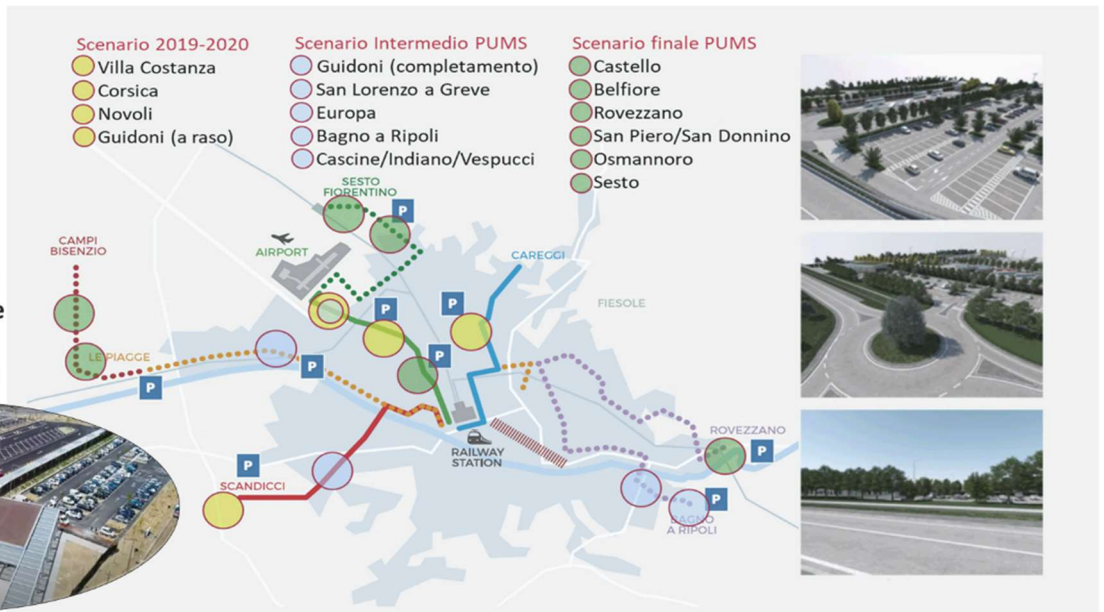 Scenario 2019-2020
Villa Costanza
Corsica
Novoli
Guidoni (a raso)
Scenario Intermedio PUMS
Guidoni (completamento)
San Lorenzo a Greve
Europa
Bagno a Ripoli
Cascine/Indiano/Vespucci
Scenario finale PUMS
Castello
Belfiore
Rovezzano
San Piero/San Donnino
Osmannoro
Sesto
SESTO
FIORENTINO
P
CAMPI
BISENZIO
AIRPORT
CAREGGI
FIESOLE
P
P
e
LE PIAGGE
P
P
P
ROVEZZANO
P
RAILWAY
STATION
P
SCANDICCI
P
BAGNO
A RIPOLI